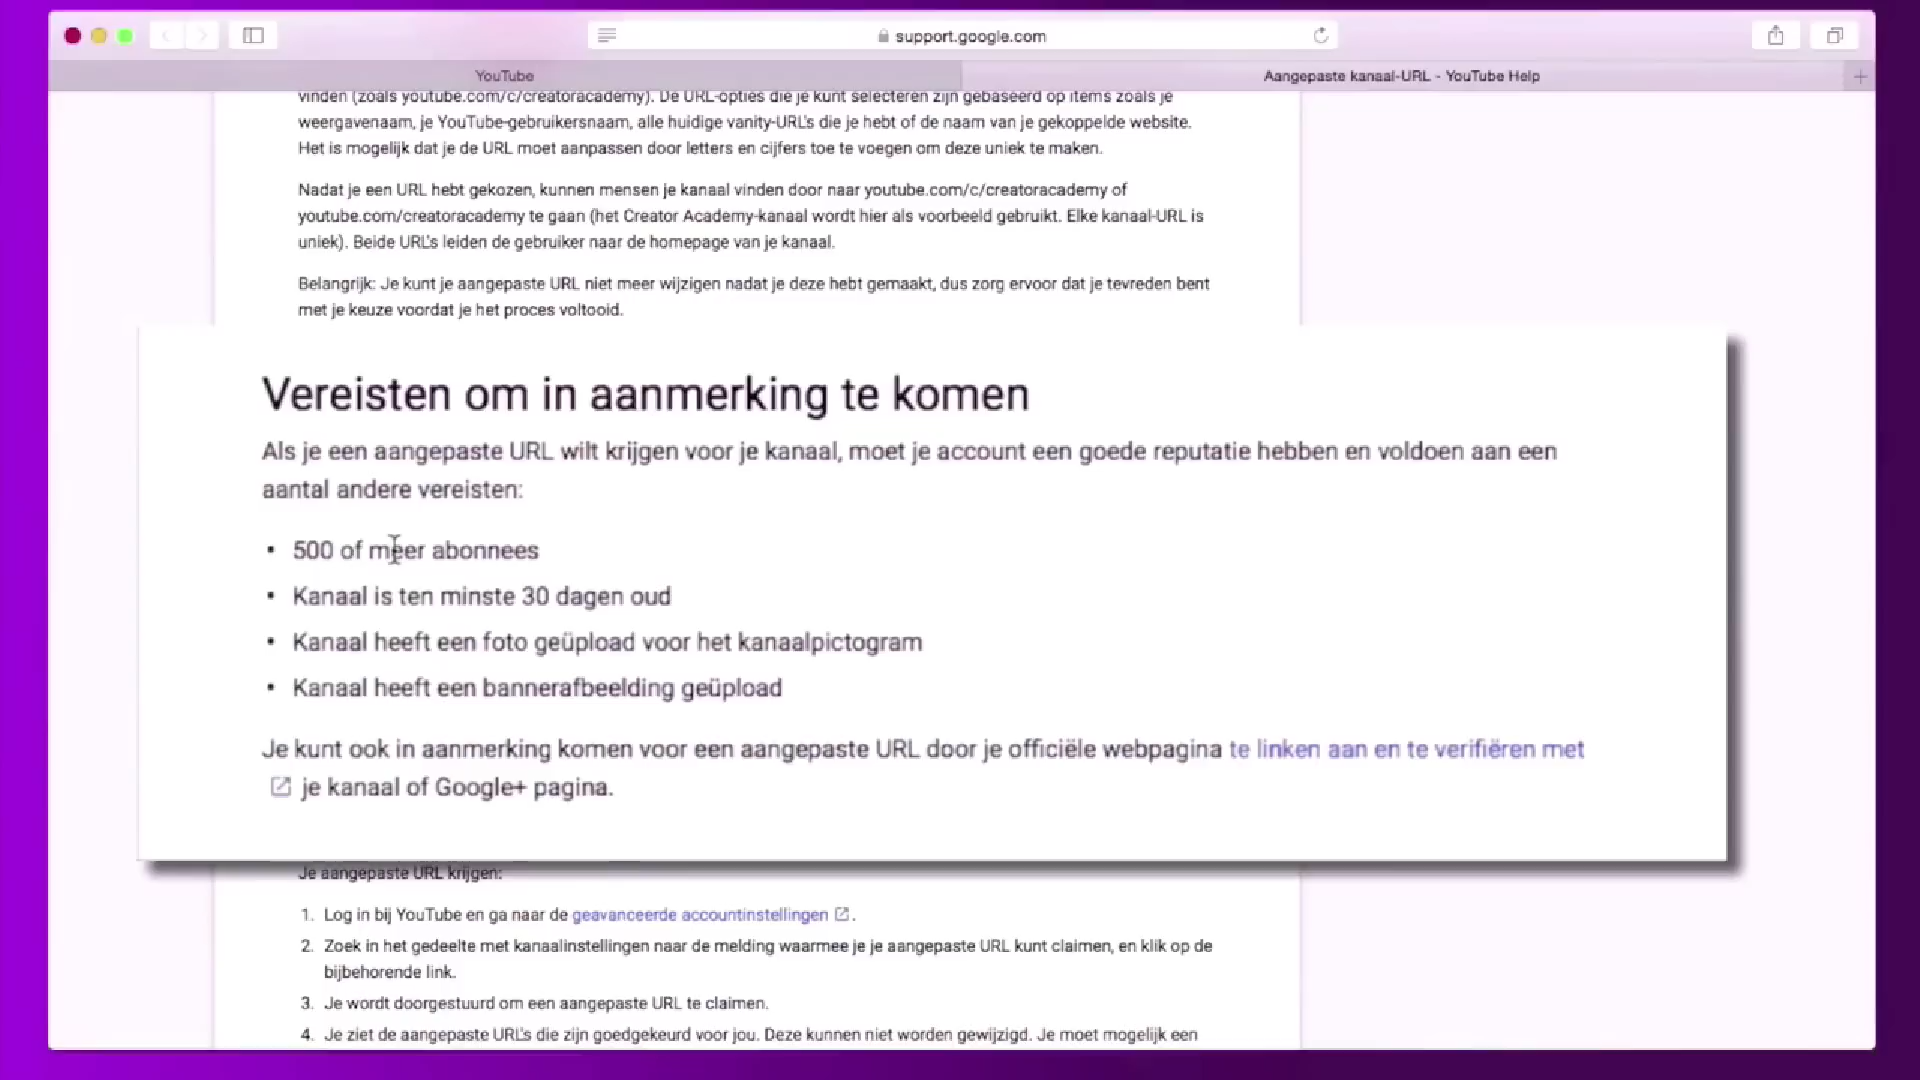 support.google.com
YouTube
Aangepaste kanaal-URL - YouTube Help
vinden (zoals youtube.com/c/creatoracademy). De URL-opties die je kunt selecteren zijn gebaseerd op items zoals je
weergavenaam, je YouTube-gebruikersnaam, alle huidige vanity-URL's die je hebt of de naam van je gekoppelde website.
Het is mogelijk dat je de URL moet aanpassen door letters en cijfers toe te voegen om deze uniek te maken.
Nadat je een URL hebt gekozen, kunnen mensen je kanaal vinden door naar youtube.com/c/creatoracademy of
youtube.com/creatoracademy te gaan (het Creator Academy-kanaal wordt hier als voorbeeld gebruikt. Elke kanaal-URL is
uniek). Beide URL's leiden de gebruiker naar de homepage van je kanaal.
Belangrijk: Je kunt je aangepaste URL niet meer wijzigen nadat je deze hebt gemaakt, dus zorg ervoor dat je tevreden bent
met je keuze voordat je het proces voltooid.
Vereisten om in aanmerking te komen
Als je een aangepaste URL wilt krijgen voor je kanaal, moet je account een goede reputatie hebben en voldoen aan een
aantal andere vereisten:
• 500 of meer abonnees
• Kanaal is ten minste 30 dagen oud
• Kanaal heeft een foto geüpload voor het kanaalpictogram
• Kanaal heeft een bannerafbeelding geüpload
Je kunt ook in aanmerking komen voor een aangepaste URL door je officiële webpagina te linken aan en te verifiëren met
je kanaal of Google+ pagina.
Je aangepaste URL krijgen:
1. Log in bij YouTube en ga naar de geavanceerde accountinstellingen.
2. Zoek in het gedeelte met kanaalinstellingen naar de melding waarmee je je aangepaste URL kunt claimen, en klik op de
bijbehorende link.
3. Je wordt doorgestuurd om een aangepaste URL te claimen.
4. Je ziet de aangepaste URL's die zijn goedgekeurd voor jou. Deze kunnen niet worden gewijzigd. Je moet mogelijk een